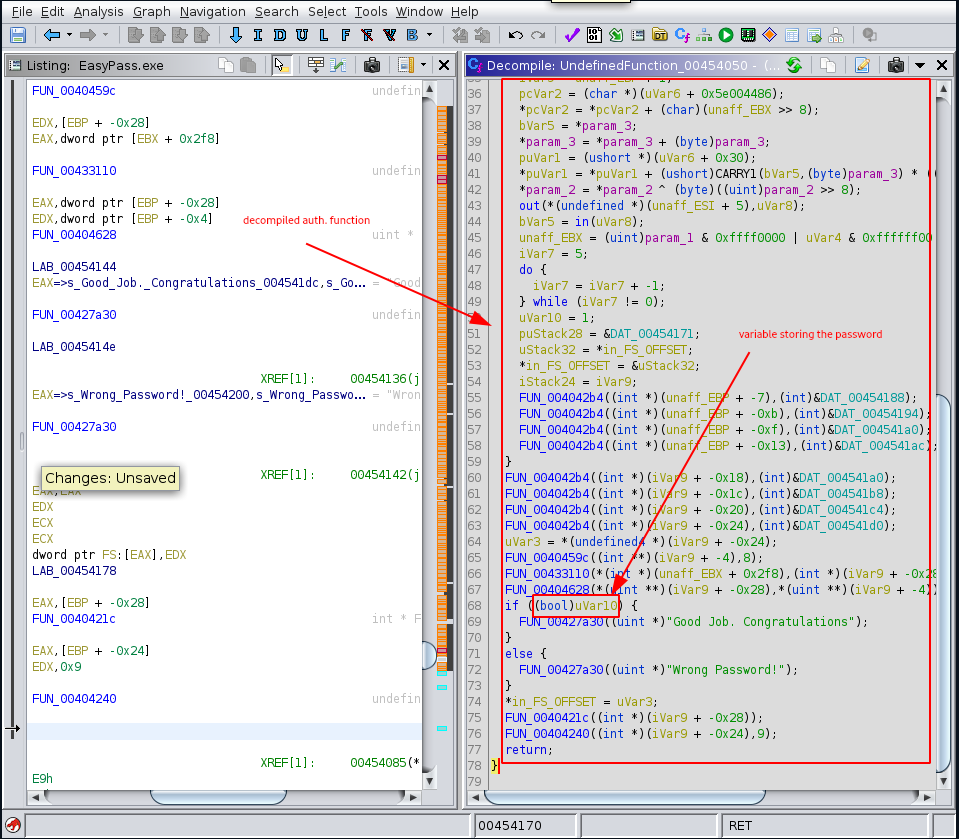 File Edit Analysis Graph Navigation Search Select Tools Window Help
I D U L F F V B
Listing: EasyPass.exe
FUN_0040459c undefin
EDX,[EBP + -0x28]
EAX,dword ptr [EBX + 0x2f8]
FUN_00433110 undefin
EAX,dword ptr [EBP + -0x28]
EDX,dword ptr [EBP + -0x4]
FUN_00404628 uint *
decompiled auth. function
LAB_00454144
EAX=>s_Good_Job._Congratulations_004541dc,s_Go… = "Good
FUN_00427a30 undefin
LAB_0045414e
XREF[1]: 00454136(j
EAX=>s_Wrong_Password!_00454200,s_Wrong_Passwo… = "Wron
FUN_00427a30 undefin
XREF[1]: 00454142(j
Changes: Unsaved
EAX,EAX
EDX
ECX
ECX
dword ptr FS:[EAX],EDX
LAB_00454178
EAX,[EBP + -0x28]
FUN_0040421c int * F
EAX,[EBP + -0x24]
EDX,0x9
FUN_00404240 undefin
XREF[1]: 00454085(*
E9h
Decompile: UndefinedFunction_00454050 - (...
36 pcVar2 = (char *)(uVar6 + 0x5e004486);
37 *pcVar2 = *pcVar2 + (char)(unaff_EBX >> 8);
38 bVar5 = *param_3;
39 *param_3 = *param_3 + (byte)param_3;
40 puVar1 = (ushort *)(uVar6 + 0x30);
41 *puVar1 = *puVar1 + (ushort)CARRY1(bVar5,(byte)param_3) * (
42 *param_2 = *param_2 ^ (byte)((uint)param_2 >> 8);
43 out(*(undefined *)(unaff_ESI + 5),uVar8);
44 bVar5 = in(uVar8);
45 unaff_EBX = (uint)param_1 & 0xffff0000 | uVar4 & 0xffffff00
46 iVar7 = 5;
47 do {
48 iVar7 = iVar7 + -1;
49 } while (iVar7 != 0);
50 uVar10 = 1;
51 puStack28 = &DAT_00454171;
variable storing the password
52 uStack32 = *in_FS_OFFSET;
53 *in_FS_OFFSET = &uStack32;
54 iStack24 = iVar9;
55 FUN_004042b4((int *)(unaff_EBP + -7),(int)&DAT_00454188);
56 FUN_004042b4((int *)(unaff_EBP + -0xb),(int)&DAT_00454194);
57 FUN_004042b4((int *)(unaff_EBP + -0xf),(int)&DAT_004541a0);
58 FUN_004042b4((int *)(unaff_EBP + -0x13),(int)&DAT_004541ac);
59 }
60 FUN_004042b4((int *)(iVar9 + -0x18),(int)&DAT_004541a0);
61 FUN_004042b4((int *)(iVar9 + -0x1c),(int)&DAT_004541b8);
62 FUN_004042b4((int *)(iVar9 + -0x20),(int)&DAT_004541c4);
63 FUN_004042b4((int *)(iVar9 + -0x24),(int)&DAT_004541d0);
64 uVar3 = *(undefined4 *)(iVar9 + -0x24);
65 FUN_0040459c((int **)(iVar9 + -4),8);
66 FUN_00433110(*(int *)(unaff_EBX + 0x2f8),(int *)(iVar9 + -0x28
67 FUN_00404628(*(uint **)(iVar9 + -0x28),*(uint **)(iVar9 + -4))
68 if ((bool)uVar10) {
69 FUN_00427a30((uint *)"Good Job. Congratulations");
70 }
71 else {
72 FUN_00427a30((uint *)"Wrong Password!");
73 }
74 *in_FS_OFFSET = uVar3;
75 FUN_0040421c((int *)(iVar9 + -0x28));
76 FUN_00404240((int *)(iVar9 + -0x24),9);
77 return;
78 }
79
00454170 RET